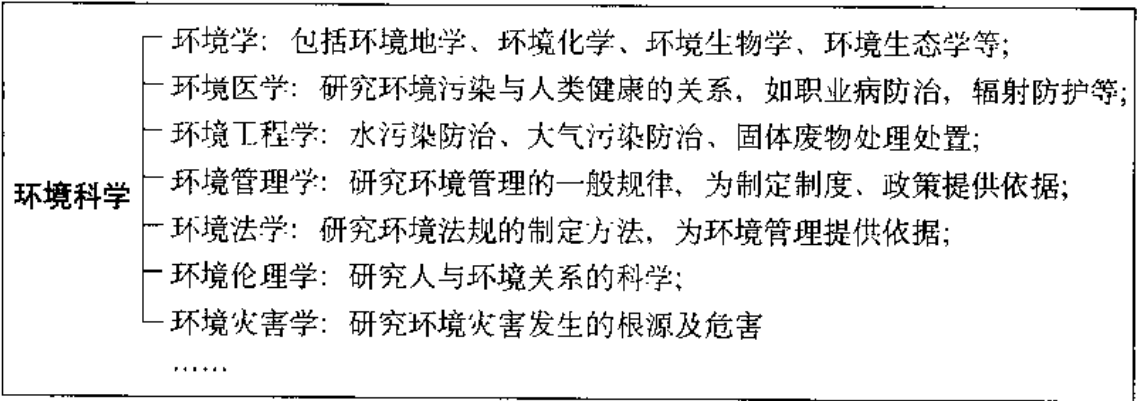 环境学：包括环境地学、环境化学、环境生物学、环境生态学等；
环境医学：研究环境污染与人类健康的关系，如职业病防治，辐射防护等；
环境工程学：水污染防治、大气污染防治、固体废物处理处置；
环境科学
环境管理学：研究环境管理的一般规律，为制定制度、政策提供依据；
环境法学：研究环境法规的制定方法，为环境管理提供依据；
环境伦理学：研究人与环境关系的科学；
环境灾害学：研究环境灾害发生的根源及危害
……